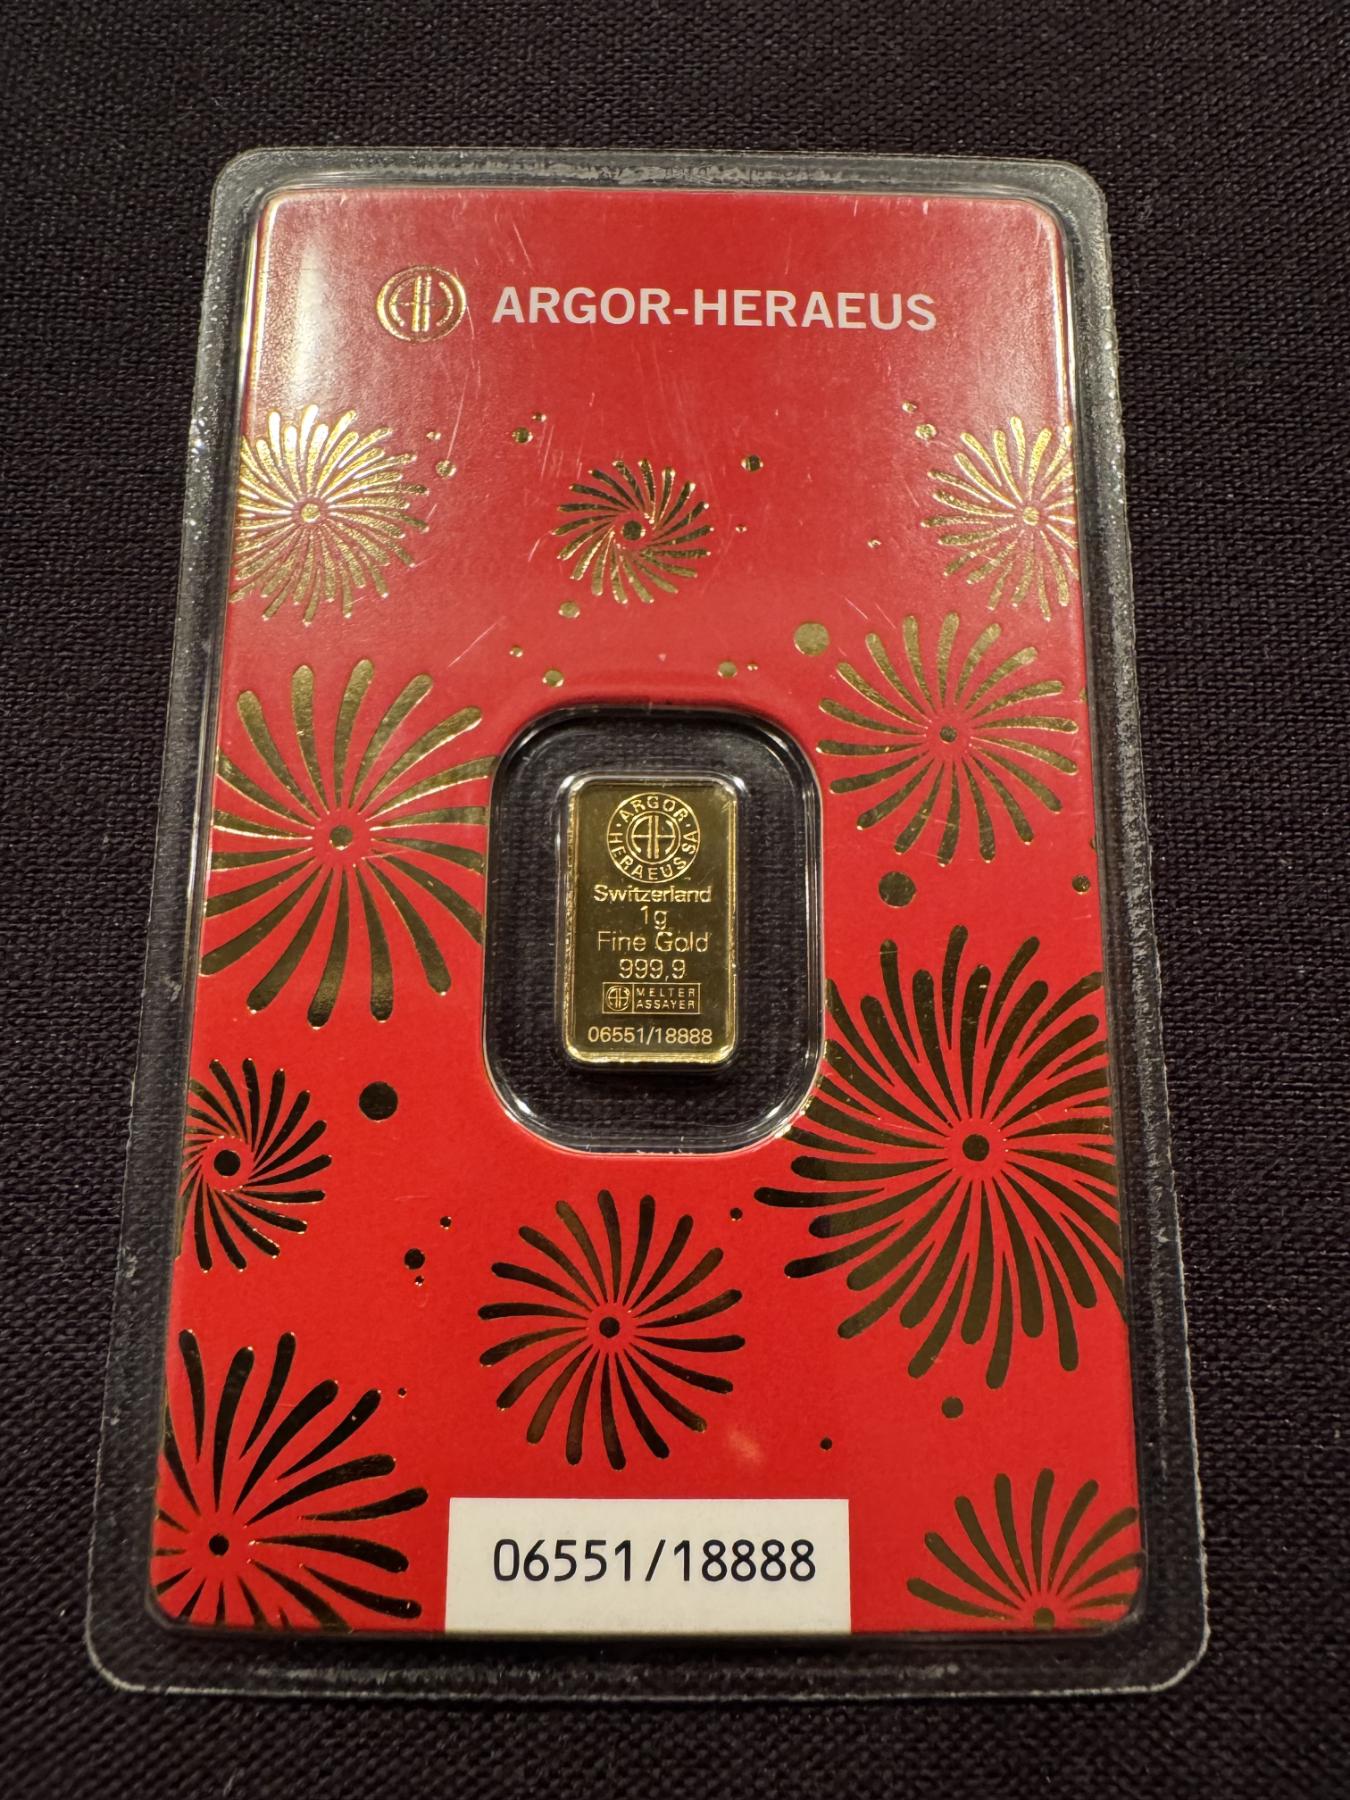 ARGOR-HERAEUS
ARGOR
HERAEUS SA
Switzerland
1g
Fine Gold
999,9
MELTER
ASSAYER
06551/18888
06551/18888